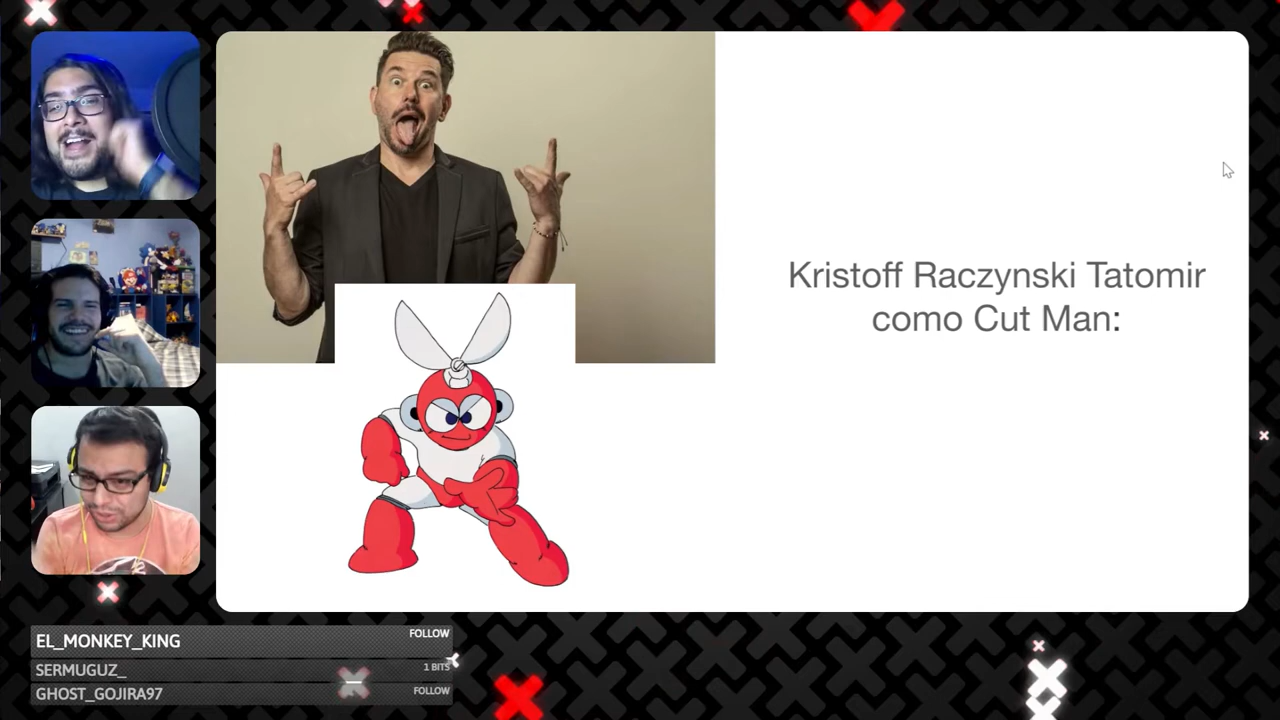 Kristoff Raczynski Tatomir
como Cut Man:
EL_MONKEY_KING FOLLOW
SERMUGUZ_ 1 BITS
GHOST_GOJIRA97 FOLLOW